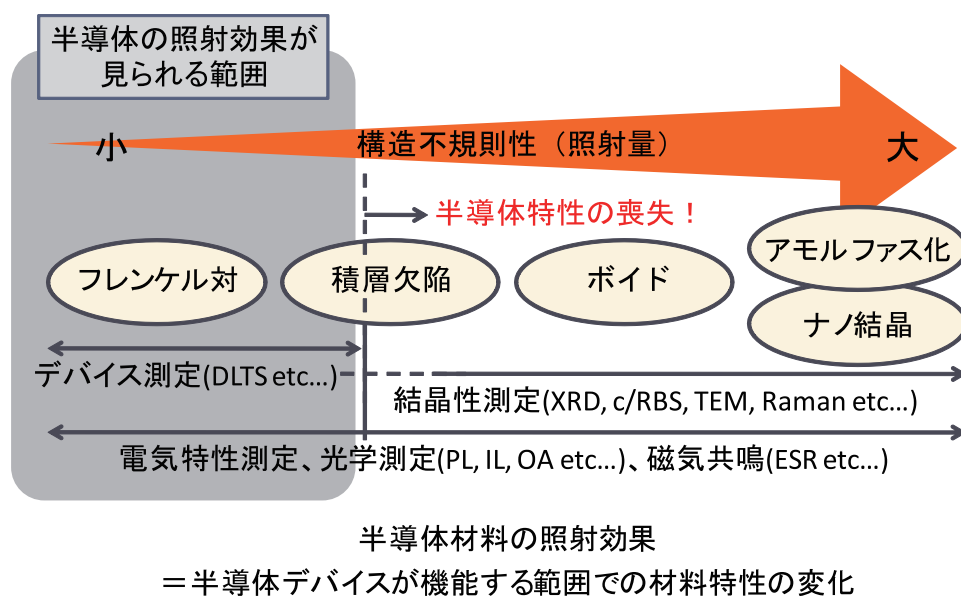 半導体の照射効果が
見られる範囲
小
構造不規則性（照射量）
大
半導体特性の喪失！
フレンケル対
積層欠陥
ボイド
アモルファス化
ナノ結晶
デバイス測定(DLTS etc…)
結晶性測定(XRD, c/RBS, TEM, Raman etc…)
電気特性測定、光学測定(PL, IL, OA etc…)、磁気共鳴(ESR etc…)
半導体材料の照射効果
＝半導体デバイスが機能する範囲での材料特性の変化